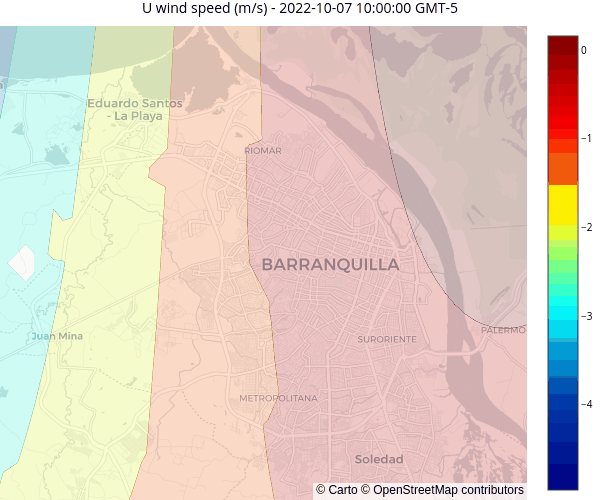 U wind speed (m/s) - 2022-10-07 10:00:00 GMT-5
0
Eduardo Santos
- La Playa
−1
RIOMAR
−2
BARRANQUILLA
−3
PALERMO
Juan Mina
SURORIENTE
METROPOLITANA
−4
Soledad
© Carto © OpenStreetMap contributors